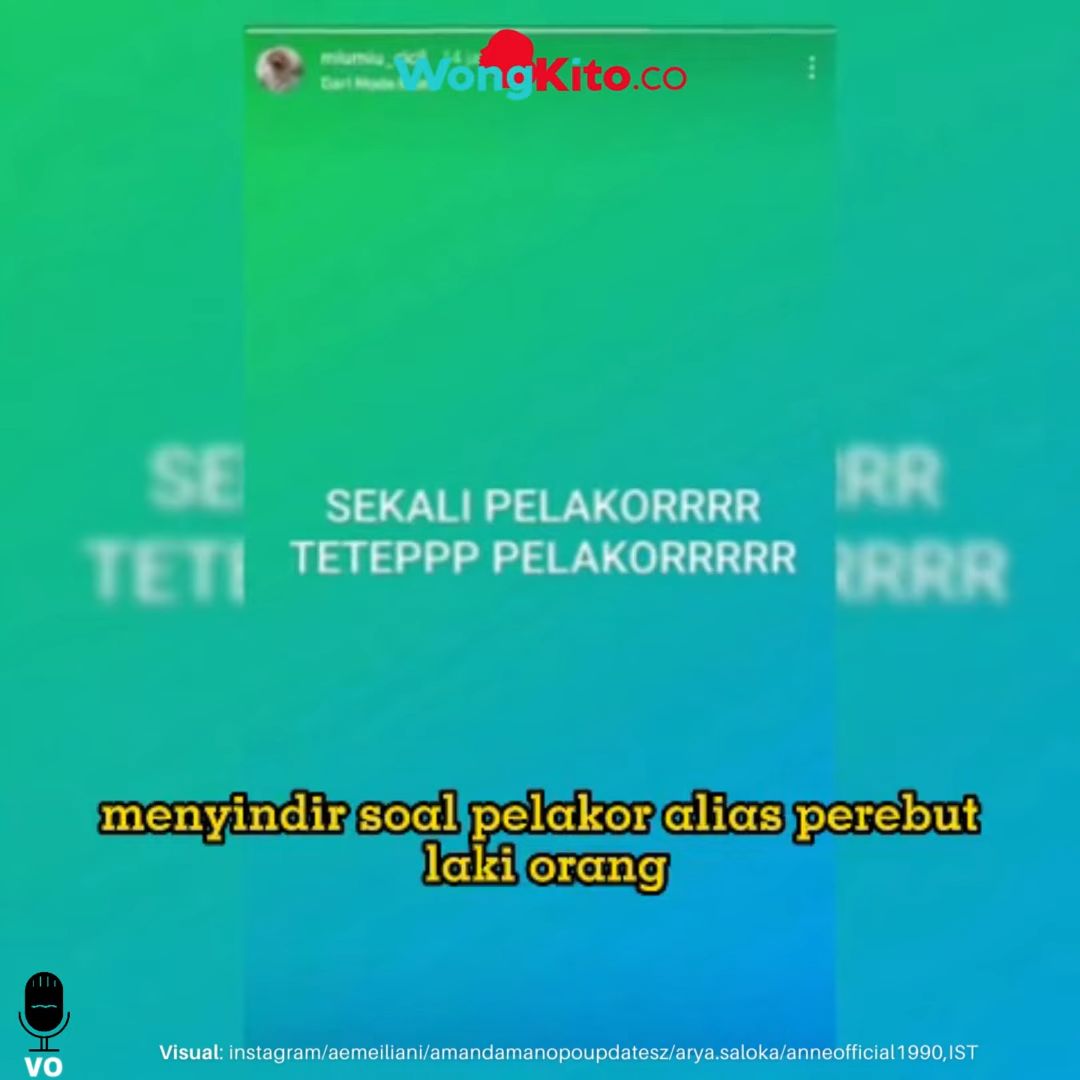 WongKito.co
SEKALI PELAKORRRR
TETEPPP PELAKORRRRR
menyindir soal pelakor alias perebut
laki orang
VO
Visual: instagram/aemeiliani/amandamanopoupdatesz/arya.saloka/anneofficial1990,IST